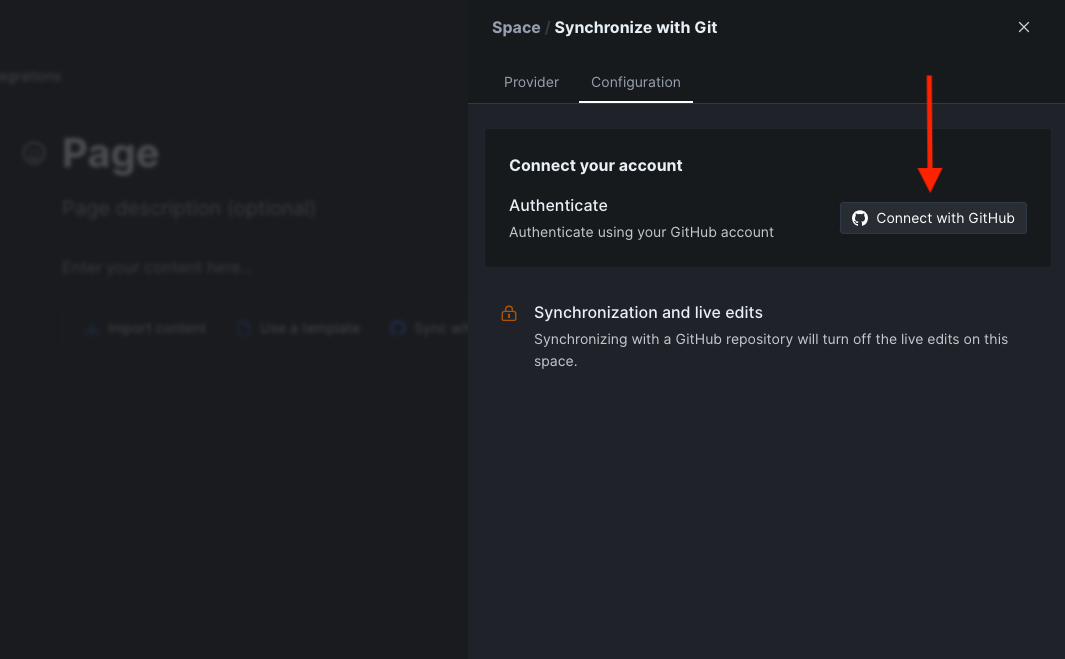 Space / Synchronize with Git
Provider
Configuration
Page
Page description (optional)
Enter your content here...
Import content
Use a template
Sync
Connect your account
Authenticate
Authenticate using your GitHub account
Connect with GitHub
Synchronization and live edits
Synchronizing with a GitHub repository will turn off the live edits on this
space.